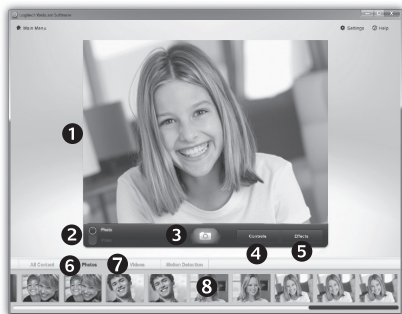 Logitech Webcam Software
Main Menu
Settings
Help
1
2
Photo
3
Controls
Effects
4
5
6
7
All Content
Photos
Videos
Motion Detection
8